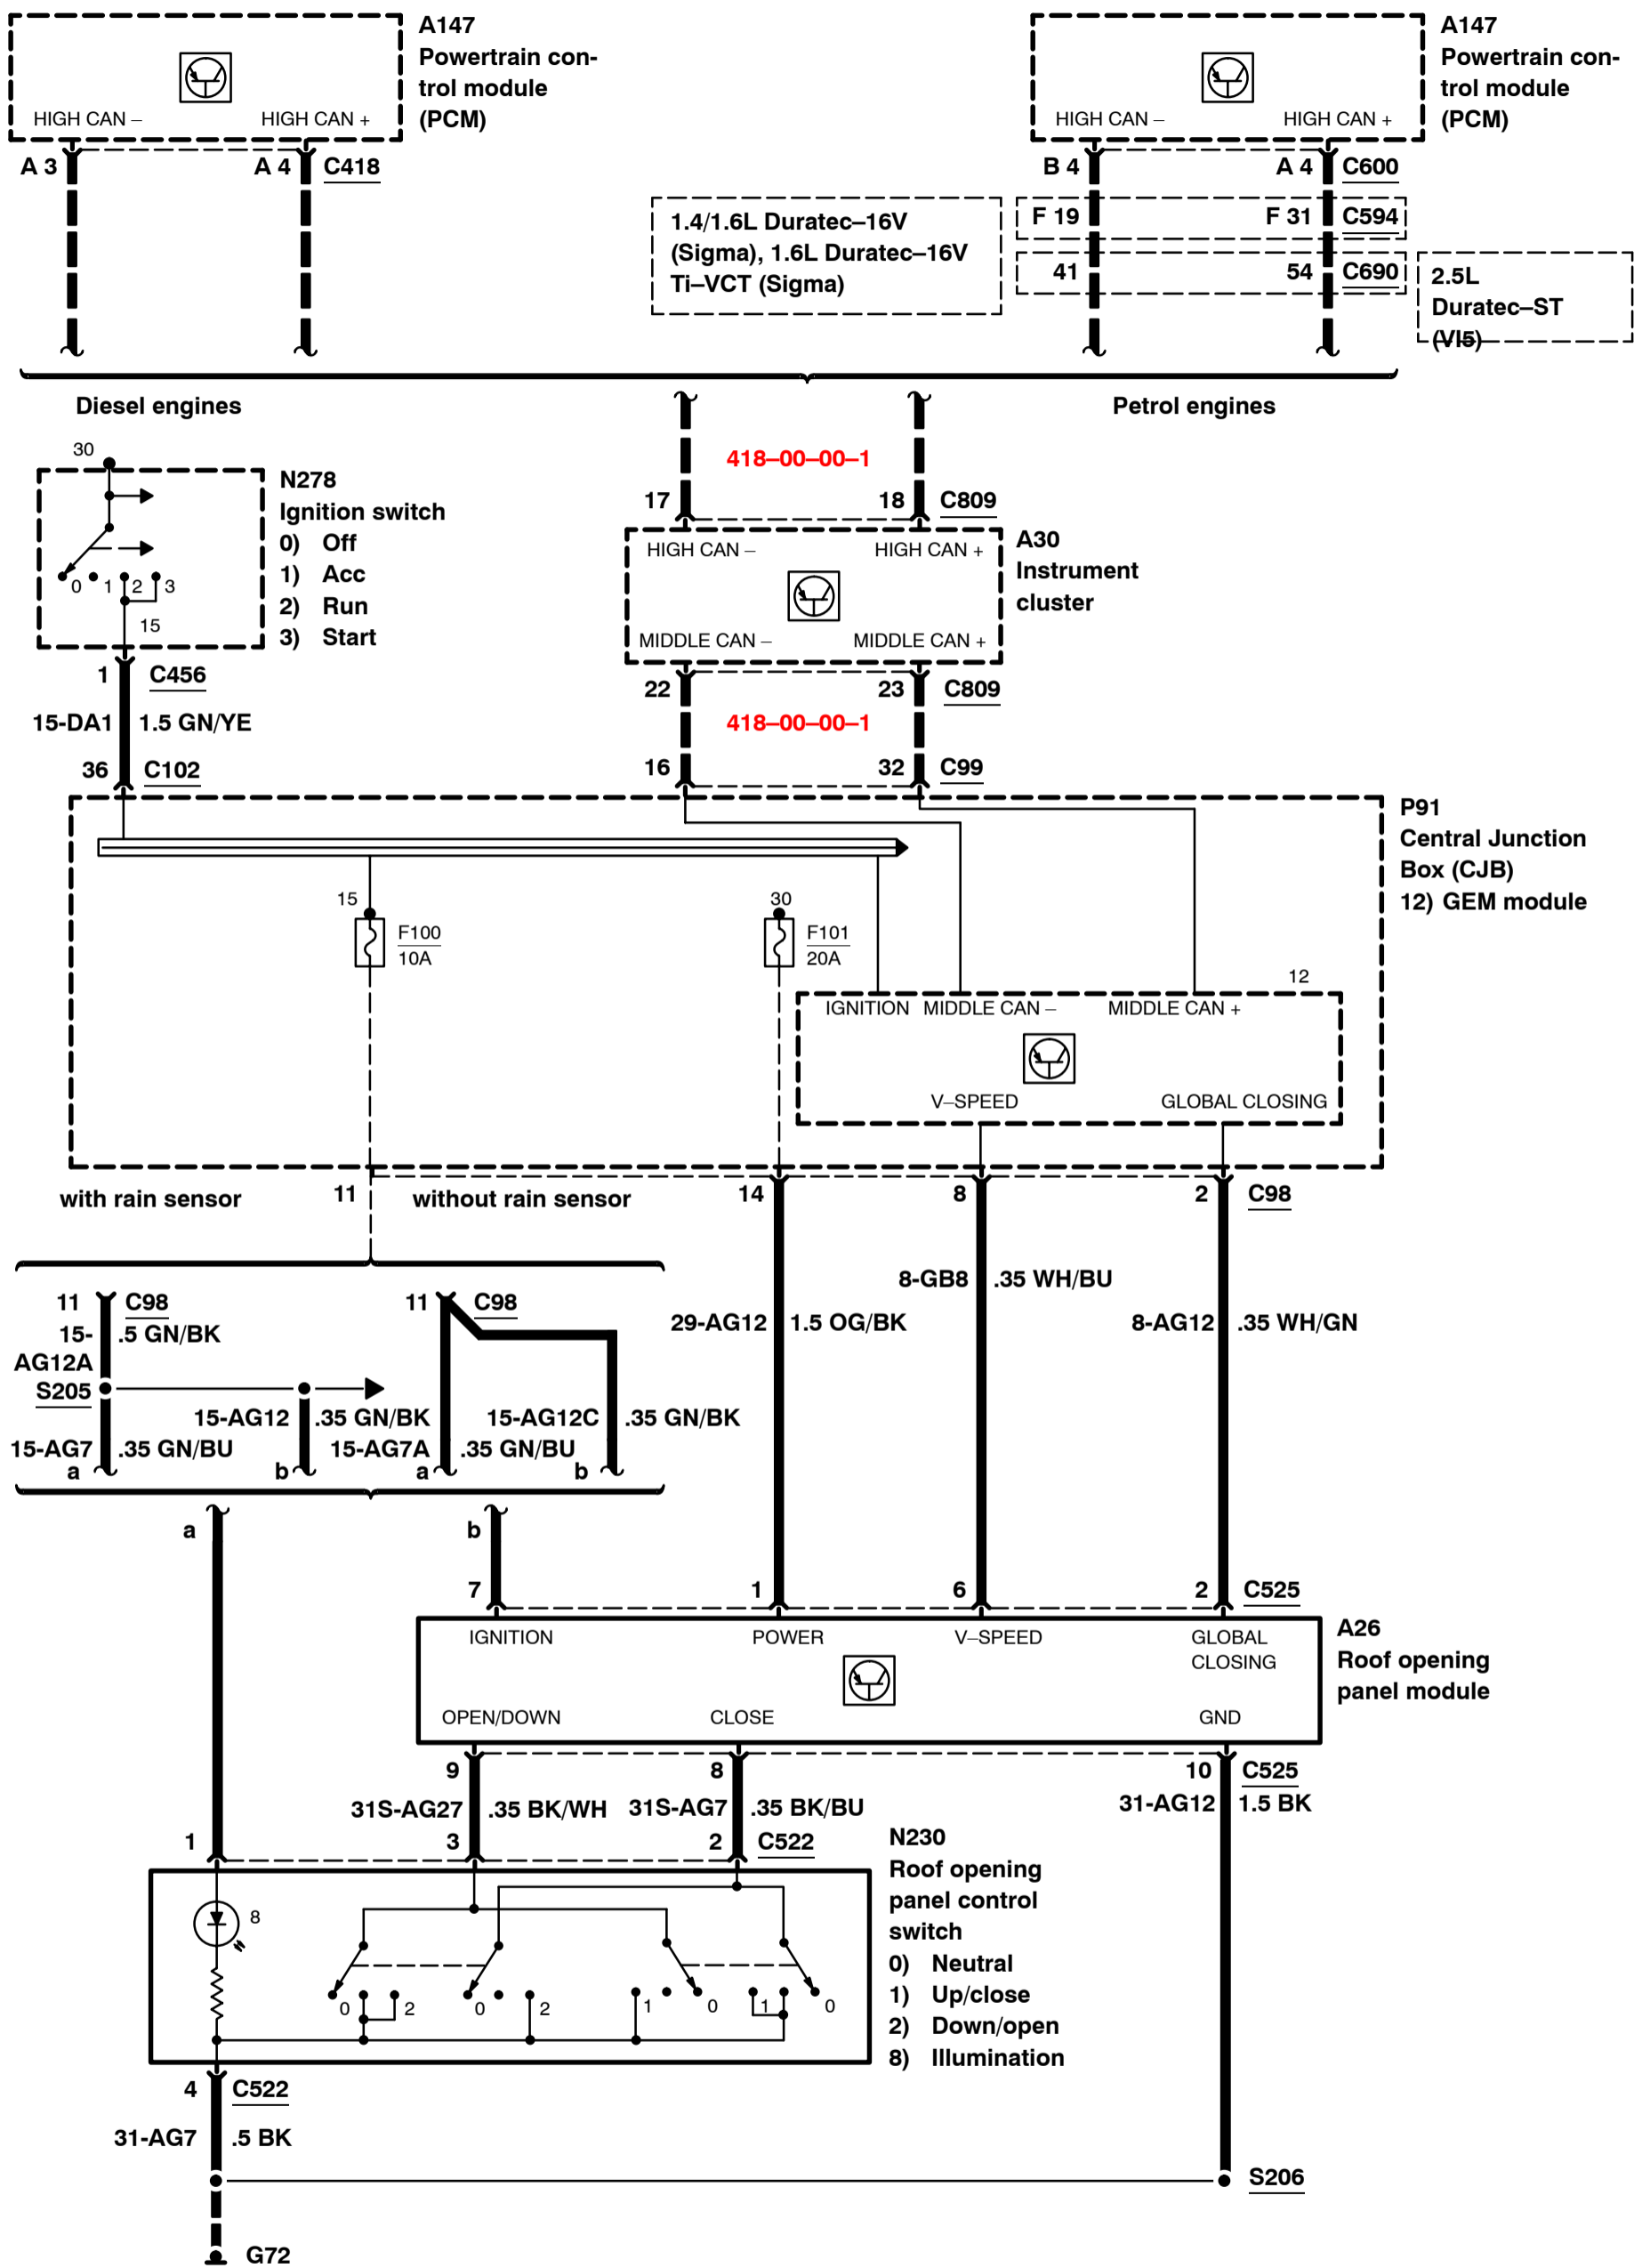 A147
Powertrain con-
trol module
(PCM)
HIGH CAN –
HIGH CAN +
A 3
A 4
C418
A147
Powertrain con-
trol module
(PCM)
HIGH CAN –
HIGH CAN +
B 4
A 4
C600
1.4/1.6L Duratec–16V
(Sigma), 1.6L Duratec–16V
Ti–VCT (Sigma)
F 19
F 31
C594
41
54
C690
2.5L
Duratec–ST
(VI5)
Diesel engines
Petrol engines
30
N278
Ignition switch
0) Off
1) Acc
2) Run
3) Start
0
1
2
3
15
1
C456
15-DA1
1.5 GN/YE
36
C102
418–00–00–1
17
18
C809
A30
Instrument
cluster
HIGH CAN –
HIGH CAN +
MIDDLE CAN –
MIDDLE CAN +
22
23
C809
418–00–00–1
16
32
C99
P91
Central Junction
Box (CJB)
12) GEM module
15
F100
10A
30
F101
20A
12
IGNITION
MIDDLE CAN –
MIDDLE CAN +
V–SPEED
GLOBAL CLOSING
with rain sensor
11
without rain sensor
14
8
2
C98
11
C98
15-
AG12A
.5 GN/BK
S205
15-AG12
.35 GN/BK
15-AG7
.35 GN/BU
a
b
11
C98
15-AG12C
.35 GN/BK
15-AG7A
.35 GN/BU
a
b
8-GB8
.35 WH/BU
29-AG12
1.5 OG/BK
8-AG12
.35 WH/GN
a
b
7
1
6
2
C525
IGNITION
POWER
V–SPEED
GLOBAL
CLOSING
A26
Roof opening
panel module
OPEN/DOWN
CLOSE
GND
9
8
10
C525
31S-AG27
.35 BK/WH
31S-AG7
.35 BK/BU
31-AG12
1.5 BK
1
3
2
C522
N230
Roof opening
panel control
switch
0) Neutral
1) Up/close
2) Down/open
8) Illumination
8
0
2
0
2
1
0
1
0
4
C522
31-AG7
.5 BK
S206
G72